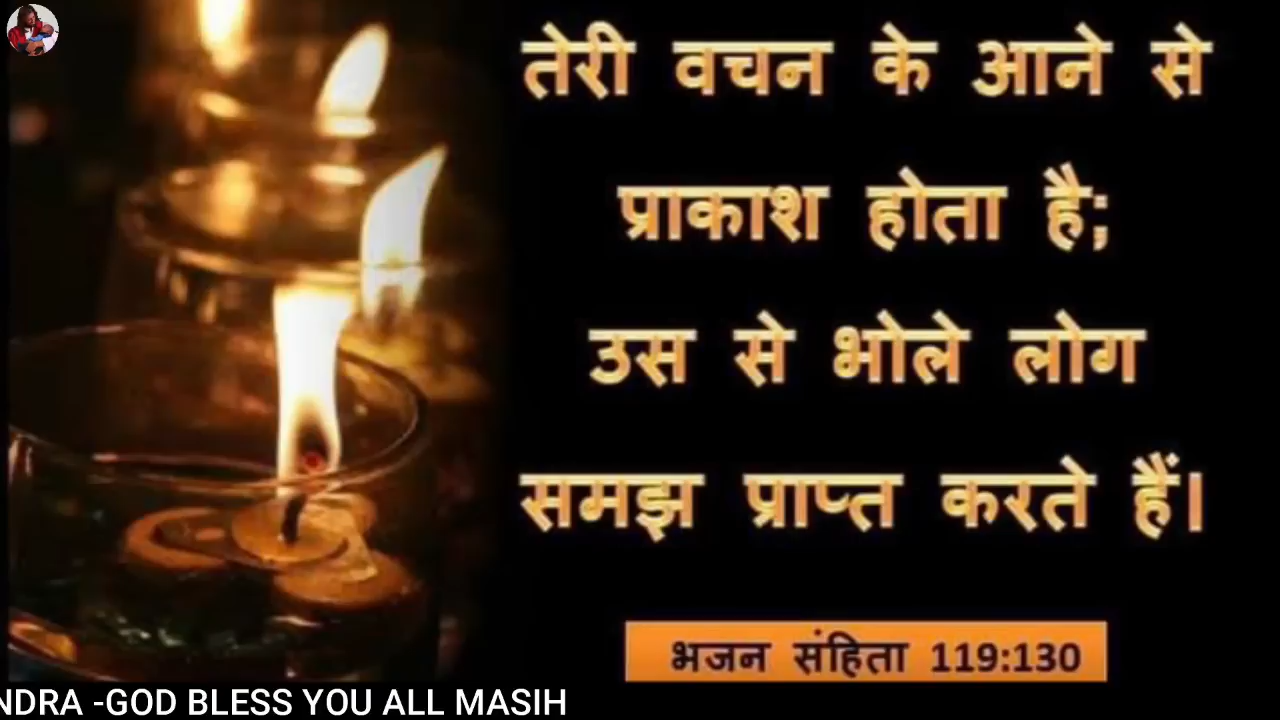 तेरी वचन के आने से
प्राकाश होता है;
उस से भोले लोग
समझ प्राप्त करते हैं।
भजन संहिता 119:130
NDRA -GOD BLESS YOU ALL MASIH